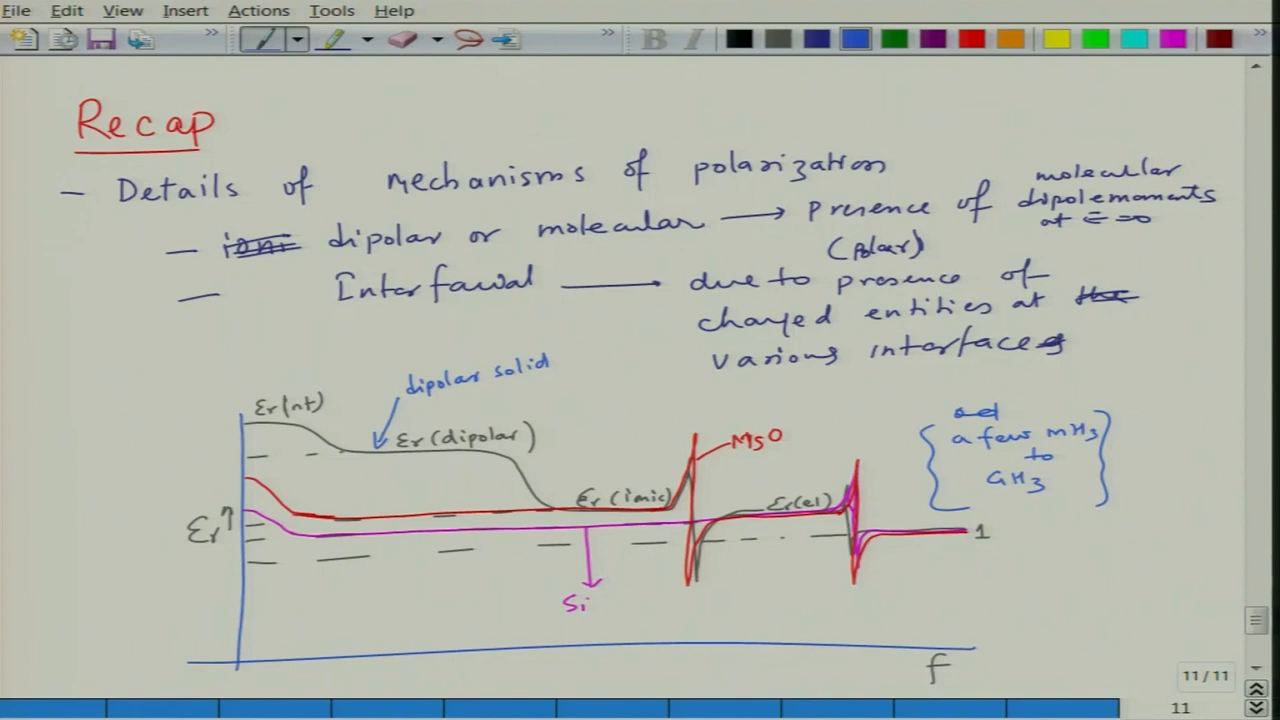 File Edit View Insert Actions Tools Help
Recap
- Details of mechanisms of polarization
- dipolar or molecular → Presence of molecular dipole moments at E = 0
(Polar)
- Interfacial — due to presence of
charged entities at
various interfaces
dipolar solid
εr(int)
εr(dipolar)
MgO
a few MHz
to
GHz
εr(ionic)
εr(el)
εr↑
1
Si
f
11 / 11
11